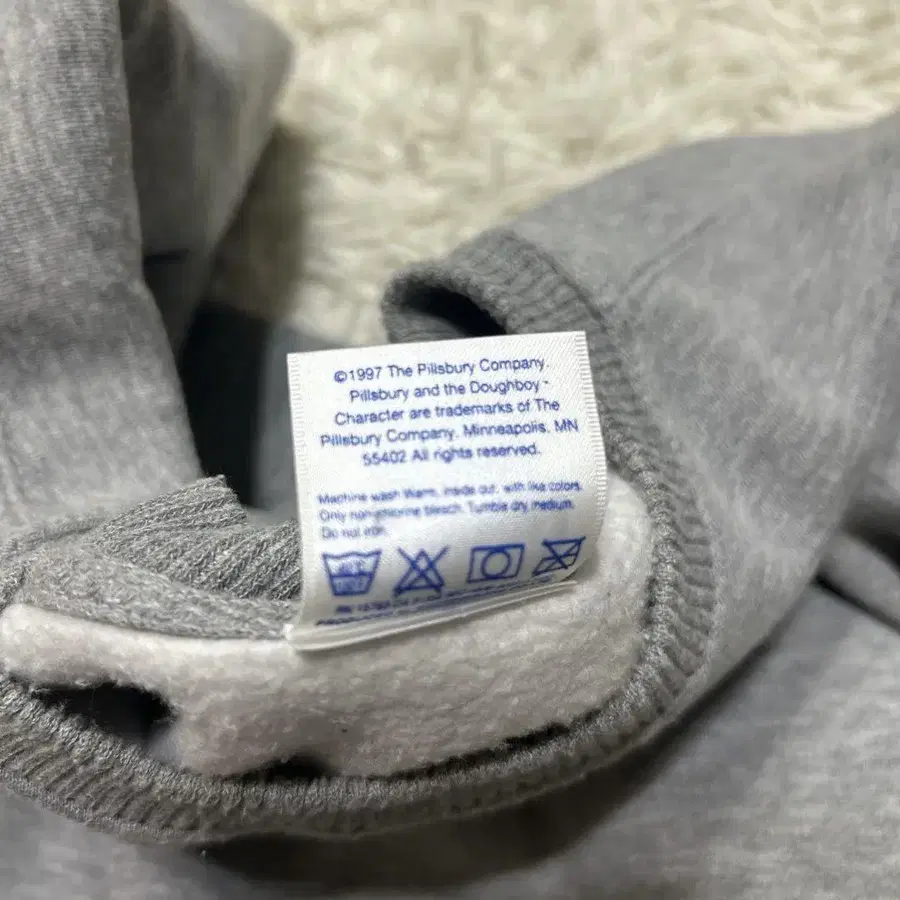 ©1997 The Pillsbury Company.
Pillsbury and the Doughboy
Character are trademarks of The
Pillsbury Company, Minneapolis, MN
55402 All rights reserved.
Machine wash Warm, inside out, with like colors.
Only non-chlorine bleach. Tumble dry, medium.
Do not iron.